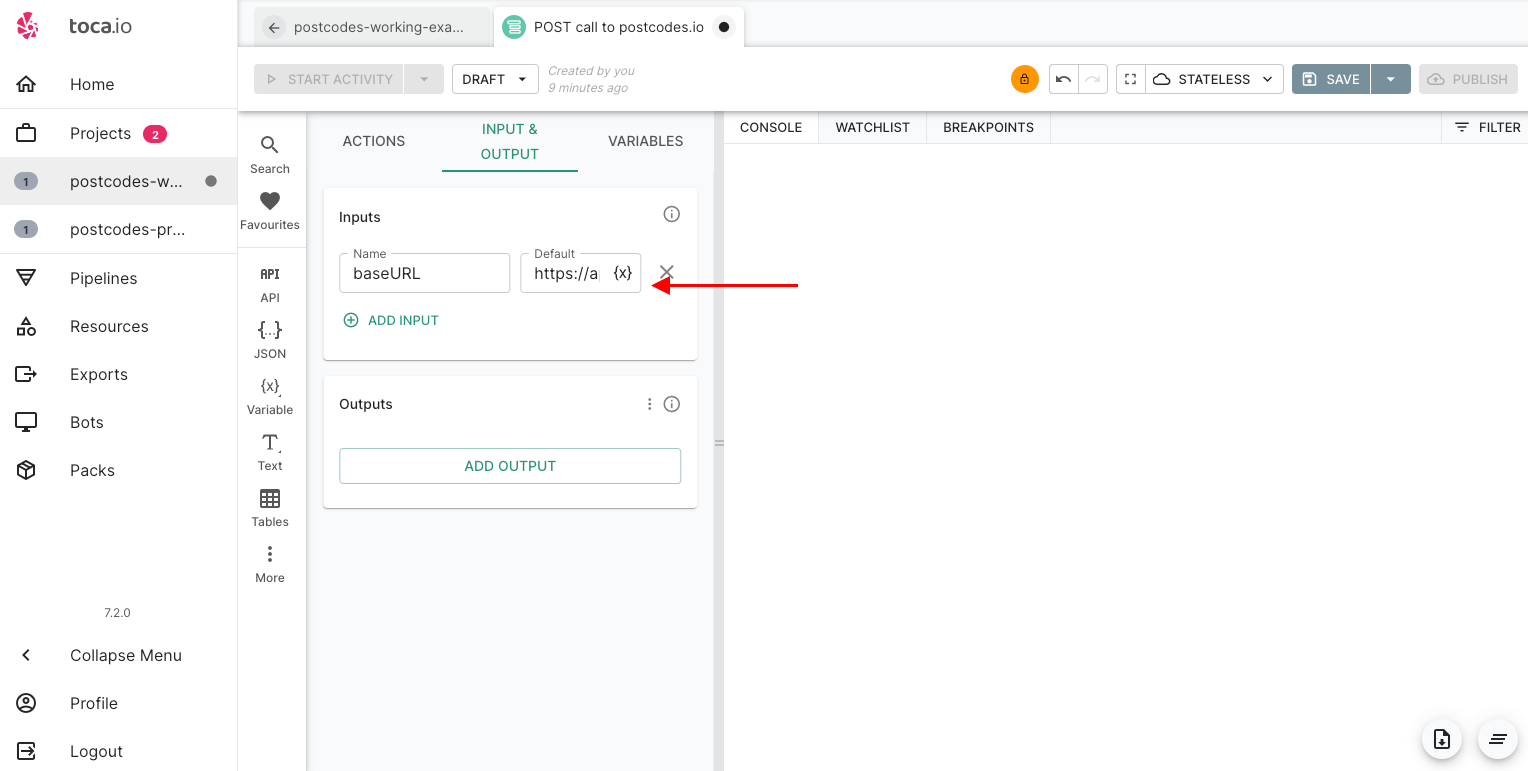 toca.io
Home
Projects 2
1 postcodes-w...
1 postcodes-pr...
Pipelines
Resources
Exports
Bots
Packs
7.2.0
Collapse Menu
Profile
Logout
postcodes-working-exa...
POST call to postcodes.io
START ACTIVITY
DRAFT
Created by you
9 minutes ago
STATELESS
SAVE
PUBLISH
Search
Favourites
API
API
{...}
JSON
{x}
Variable
T
Text
Tables
More
ACTIONS
INPUT &
OUTPUT
VARIABLES
Inputs
Name
baseURL
Default
https://a
{x}
ADD INPUT
Outputs
ADD OUTPUT
CONSOLE
WATCHLIST
BREAKPOINTS
FILTER